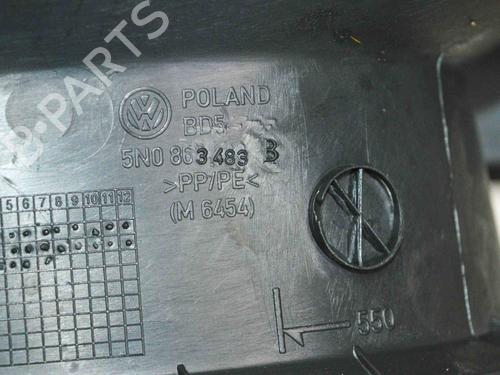 B PARTS
POLAND
BD5
5N0 863 483 B
>PP/PE<
(M 6454)
5 6 7 8 9 10 11 12
550